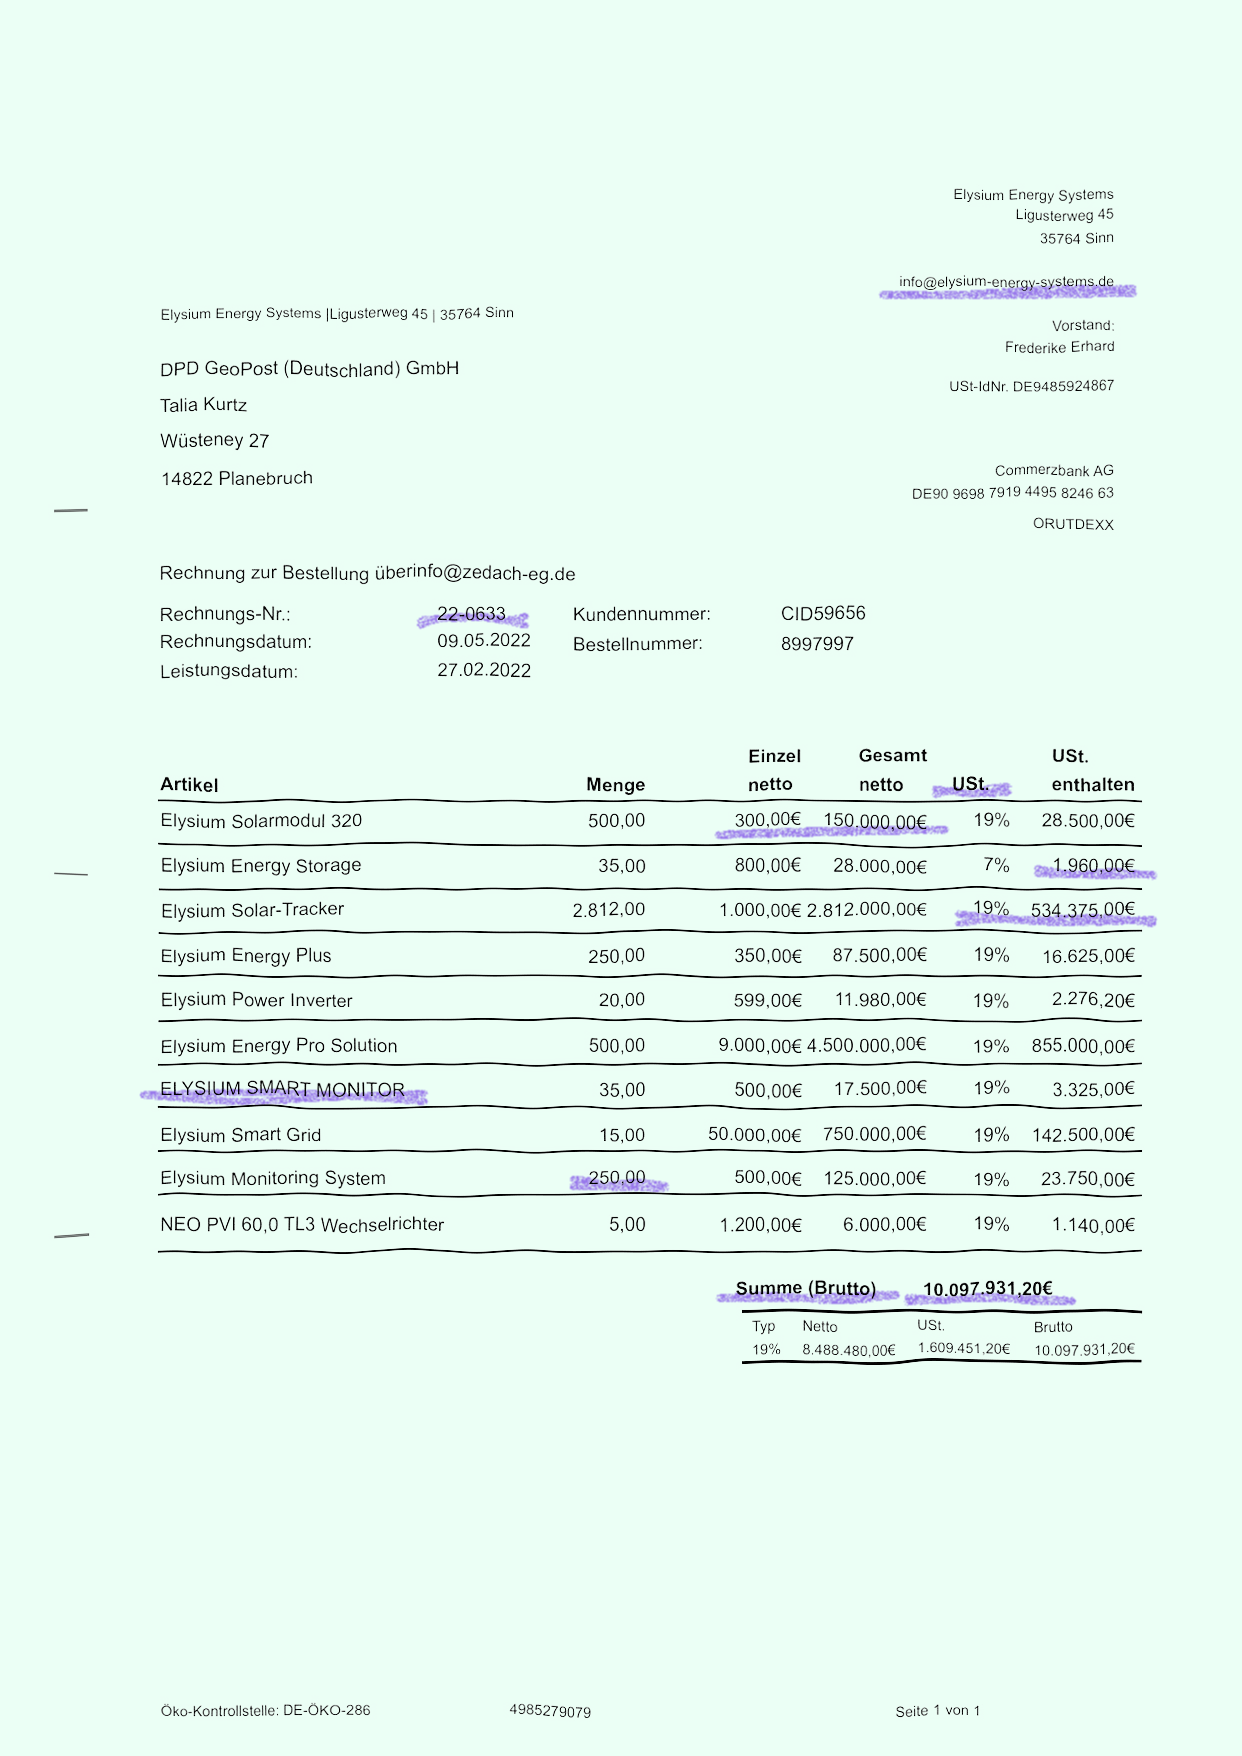 Elysium Energy Systems
Ligusterweg 45
35764 Sinn
info@elysium-energy-systems.de
Elysium Energy Systems |Ligusterweg 45 | 35764 Sinn
Vorstand:
Frederike Erhard
DPD GeoPost (Deutschland) GmbH
USt-IdNr. DE9485924867
Talia Kurtz
Wüsteney 27
14822 Planebruch
Commerzbank AG
DE90 9698 7919 4495 8246 63
ORUTDEXX
Rechnung zur Bestellung überinfo@zedach-eg.de
Rechnungs-Nr.: 22-0633 Kundennummer: CID59656
Rechnungsdatum: 09.05.2022 Bestellnummer: 8997997
Leistungsdatum: 27.02.2022
Einzel Gesamt USt.
Artikel Menge netto netto USt. enthalten
Elysium Solarmodul 320 500,00 300,00€ 150.000,00€ 19% 28.500,00€
Elysium Energy Storage 35,00 800,00€ 28.000,00€ 7% 1.960,00€
Elysium Solar-Tracker 2.812,00 1.000,00€ 2.812.000,00€ 19% 534.375,00€
Elysium Energy Plus 250,00 350,00€ 87.500,00€ 19% 16.625,00€
Elysium Power Inverter 20,00 599,00€ 11.980,00€ 19% 2.276,20€
Elysium Energy Pro Solution 500,00 9.000,00€ 4.500.000,00€ 19% 855.000,00€
ELYSIUM SMART MONITOR 35,00 500,00€ 17.500,00€ 19% 3.325,00€
Elysium Smart Grid 15,00 50.000,00€ 750.000,00€ 19% 142.500,00€
Elysium Monitoring System 250,00 500,00€ 125.000,00€ 19% 23.750,00€
NEO PVI 60,0 TL3 Wechselrichter 5,00 1.200,00€ 6.000,00€ 19% 1.140,00€
Summe (Brutto) 10.097.931,20€
Typ Netto USt. Brutto
19% 8.488.480,00€ 1.609.451,20€ 10.097.931,20€
Öko-Kontrollstelle: DE-ÖKO-286 4985279079 Seite 1 von 1